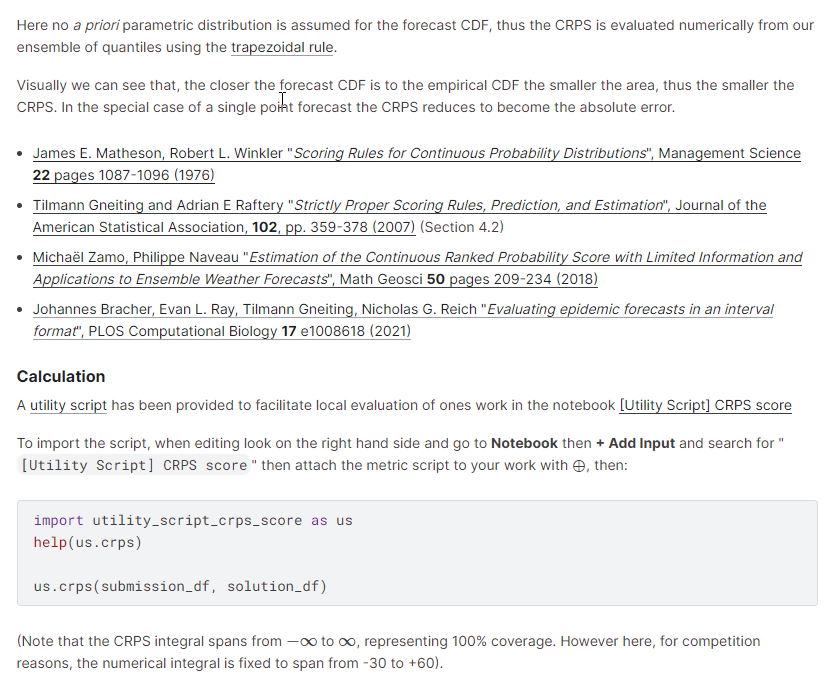 Here no a priori parametric distribution is assumed for the forecast CDF, thus the CRPS is evaluated numerically from our
ensemble of quantiles using the trapezoidal rule.
Visually we can see that, the closer the forecast CDF is to the empirical CDF the smaller the area, thus the smaller the
CRPS. In the special case of a single point forecast the CRPS reduces to become the absolute error.
• James E. Matheson, Robert L. Winkler "Scoring Rules for Continuous Probability Distributions", Management Science
22 pages 1087-1096 (1976)
• Tilmann Gneiting and Adrian E Raftery "Strictly Proper Scoring Rules, Prediction, and Estimation", Journal of the
American Statistical Association, 102, pp. 359-378 (2007) (Section 4.2)
• Michaël Zamo, Philippe Naveau "Estimation of the Continuous Ranked Probability Score with Limited Information and
Applications to Ensemble Weather Forecasts", Math Geosci 50 pages 209-234 (2018)
• Johannes Bracher, Evan L. Ray, Tilmann Gneiting, Nicholas G. Reich "Evaluating epidemic forecasts in an interval
format", PLOS Computational Biology 17 e1008618 (2021)
Calculation
A utility script has been provided to facilitate local evaluation of ones work in the notebook [Utility Script] CRPS score
To import the script, when editing look on the right hand side and go to Notebook then + Add Input and search for "
[Utility Script] CRPS score" then attach the metric script to your work with ⊕, then:
import utility_script_crps_score as us
help(us.crps)
us.crps(submission_df, solution_df)
(Note that the CRPS integral spans from −∞ to ∞, representing 100% coverage. However here, for competition
reasons, the numerical integral is fixed to span from -30 to +60).